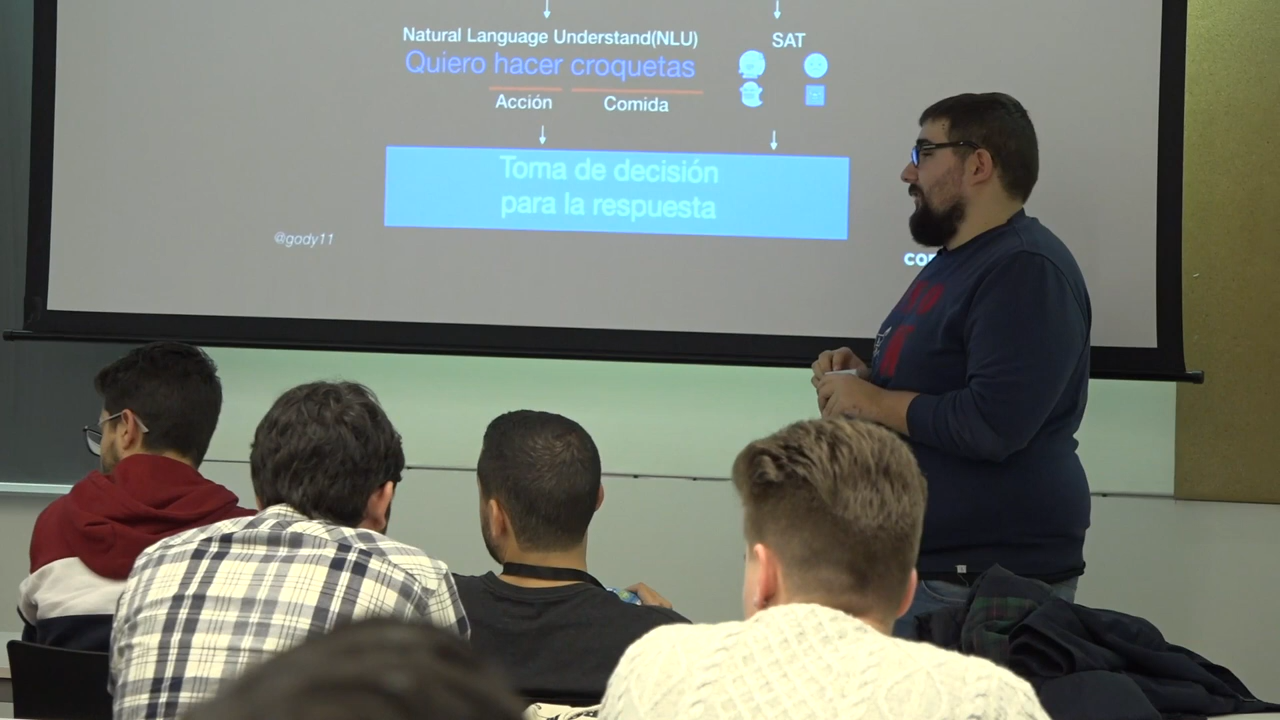 Natural Language Understand(NLU)
SAT
Quiero hacer croquetas
Acción
Comida
Toma de decisión
para la respuesta
@gody11